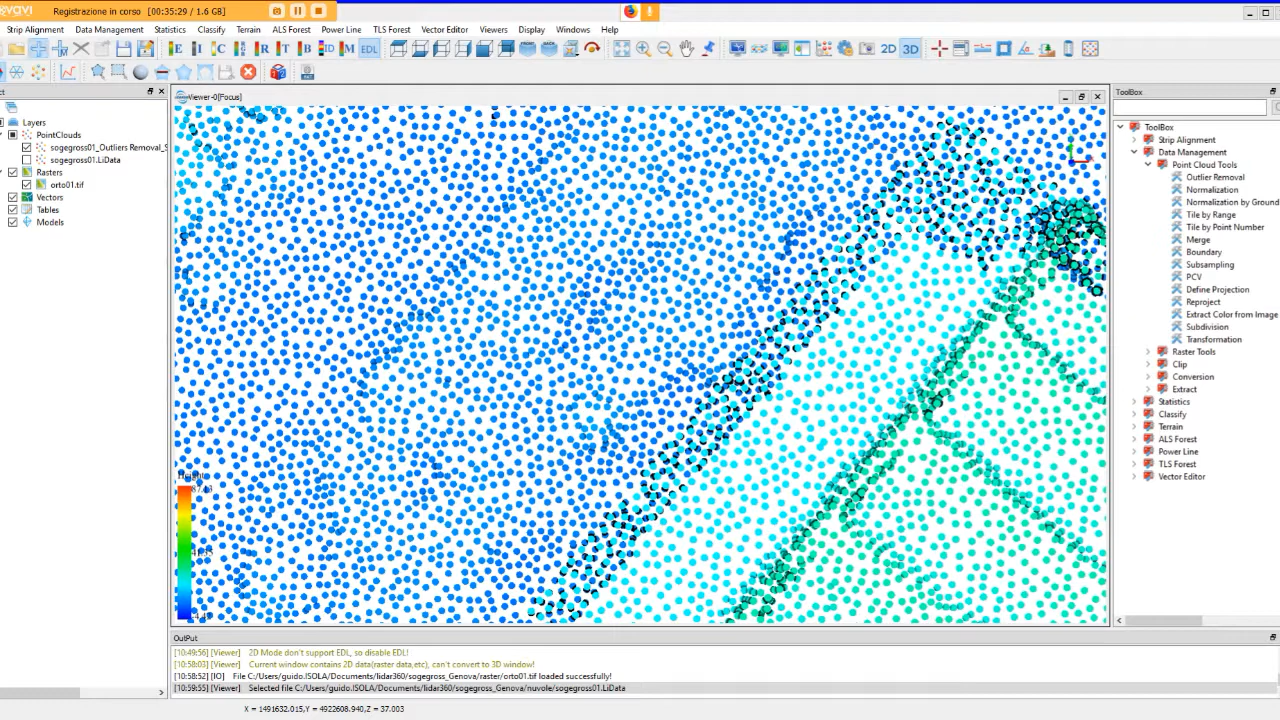 Registrazione in corso [00:35:29 / 1.6 GB]
Strip Alignment Data Management Statistics Classify Terrain ALS Forest Power Line TLS Forest Vector Editor Viewers Display Windows Help
E I C R T B ID M EDL 2D 3D
Viewer-0[Focus]
ToolBox
Layers
PointClouds
sogegross01_Outliers Removal_S
sogegross01.LiData
Rasters
orto01.tif
Vectors
Tables
Models
ToolBox
Strip Alignment
Data Management
Point Cloud Tools
Outlier Removal
Normalization
Normalization by Ground
Tile by Range
Tile by Point Number
Merge
Boundary
Subsampling
PCV
Define Projection
Reproject
Extract Color from Image
Subdivision
Transformation
Raster Tools
Clip
Conversion
Extract
Statistics
Classify
Terrain
ALS Forest
Power Line
TLS Forest
Vector Editor
OutPut
[10:49:56] [Viewer] 2D Mode don't support EDL, so disable EDL!
[10:58:03] [Viewer] Current window contains 2D data(raster data,etc), can't convert to 3D window!
[10:58:52] [IO] File C:/Users/guido.ISOLA/Documents/lidar360/sogegross_Genova/raster/orto01.tif loaded successfully!
[10:59:55] [Viewer] Selected file C:/Users/guido.ISOLA/Documents/lidar360/sogegross_Genova/nuvole/sogegross01.LiData
X = 1491632.015,Y = 4922608.940,Z = 37.003